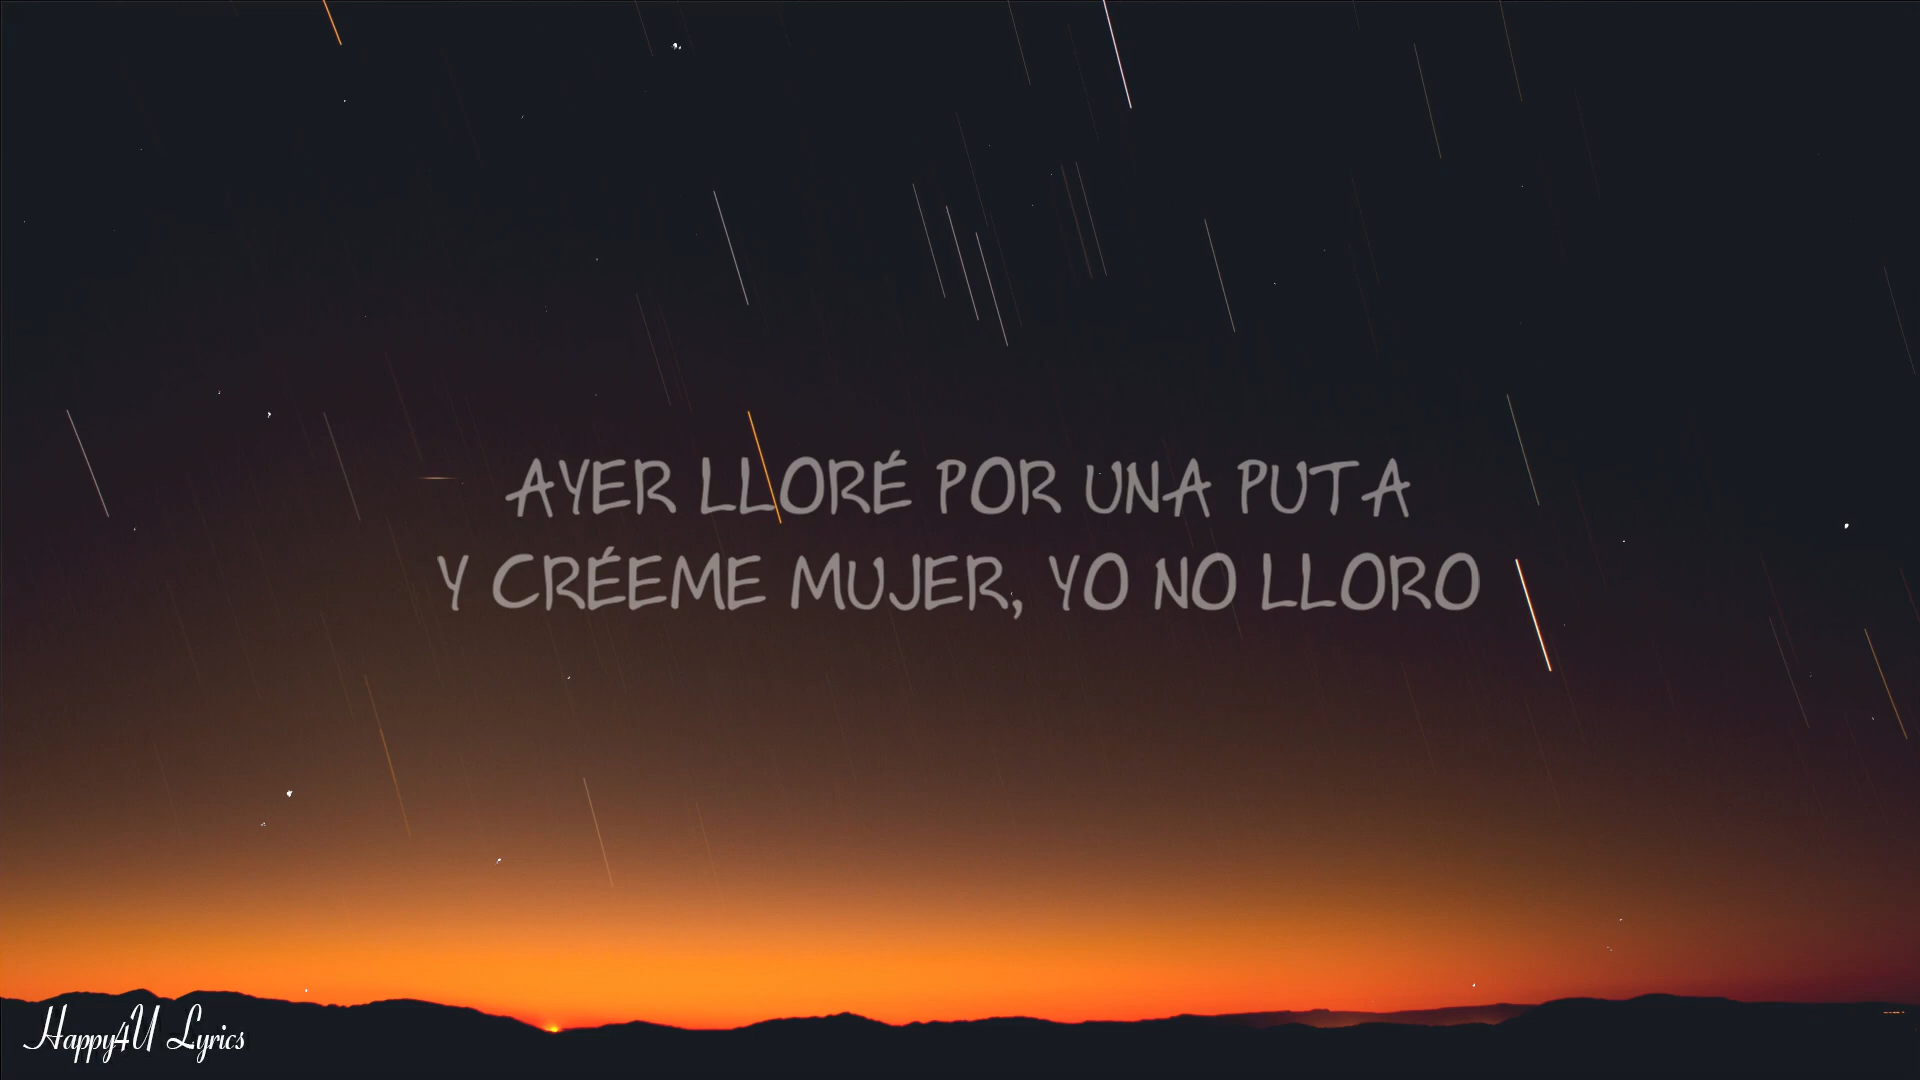 AYER LLORÉ POR UNA PUTA
Y CRÉEME MUJER, YO NO LLORO
Happy4U Lyrics